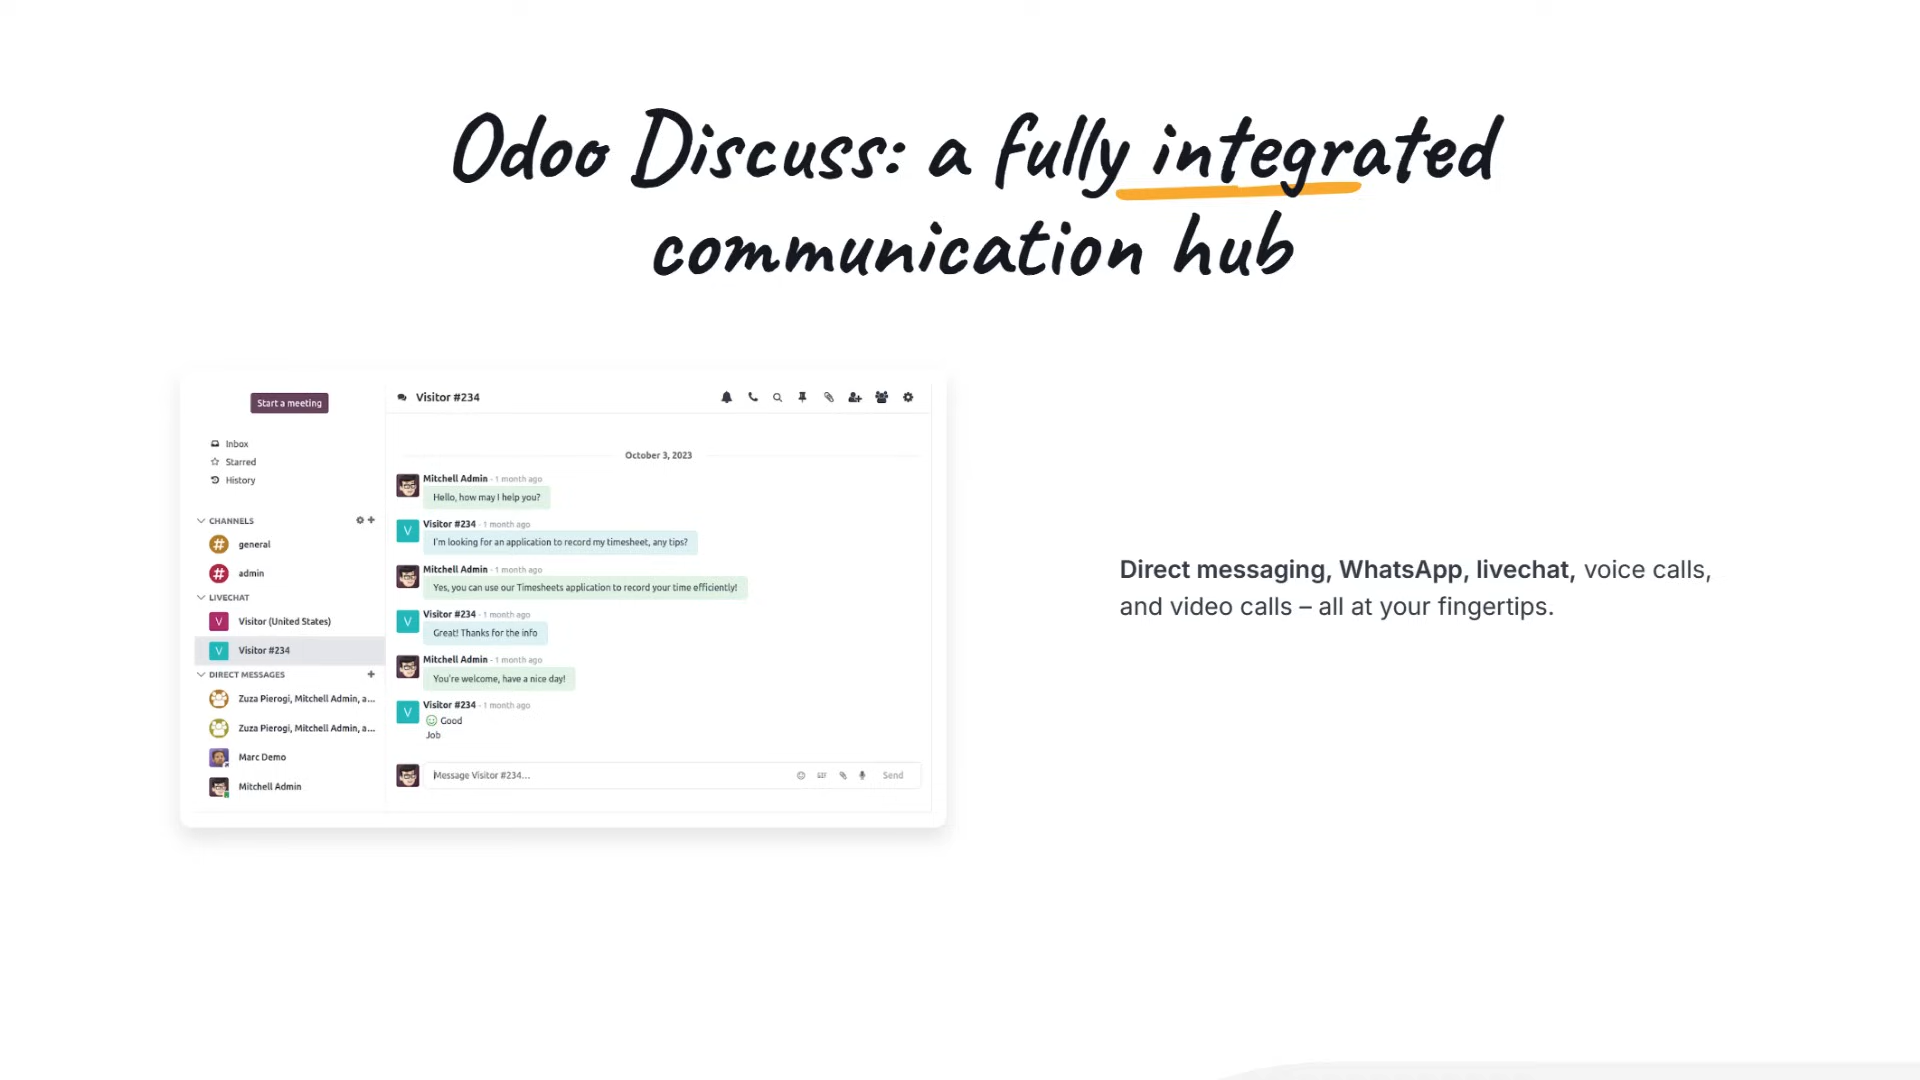 Odoo Discuss: a fully integrated
communication hub
Start a meeting
Inbox
Starred
History
CHANNELS
general
admin
LIVECHAT
V Visitor (United States)
V Visitor #234
DIRECT MESSAGES
Zuza Pierogi, Mitchell Admin, a...
Zuza Pierogi, Mitchell Admin, a...
Marc Demo
Mitchell Admin
Visitor #234
October 3, 2023
Mitchell Admin - 1 month ago
Hello, how may I help you?
V Visitor #234 - 1 month ago
I'm looking for an application to record my timesheet, any tips?
Mitchell Admin - 1 month ago
Yes, you can use our Timesheets application to record your time efficiently!
V Visitor #234 - 1 month ago
Great! Thanks for the info
Mitchell Admin - 1 month ago
You're welcome, have a nice day!
V Visitor #234 - 1 month ago
Good
Job
Message Visitor #234...
GIF
Send
Direct messaging, WhatsApp, livechat, voice calls,
and video calls – all at your fingertips.